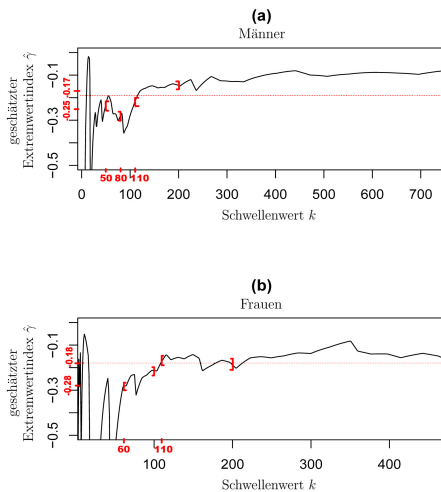 (a)
Männer
geschätzter
Extremwertindex γ̂
-0.1
-0.3
-0.5
-0.17
-0.25
0 100 200 300 400 500 600 700
50 80 110
Schwellenwert k
(b)
Frauen
geschätzter
Extremwertindex γ̂
-0.1
-0.3
-0.5
-0.18
-0.28
100 200 300 400
60 110
Schwellenwert k